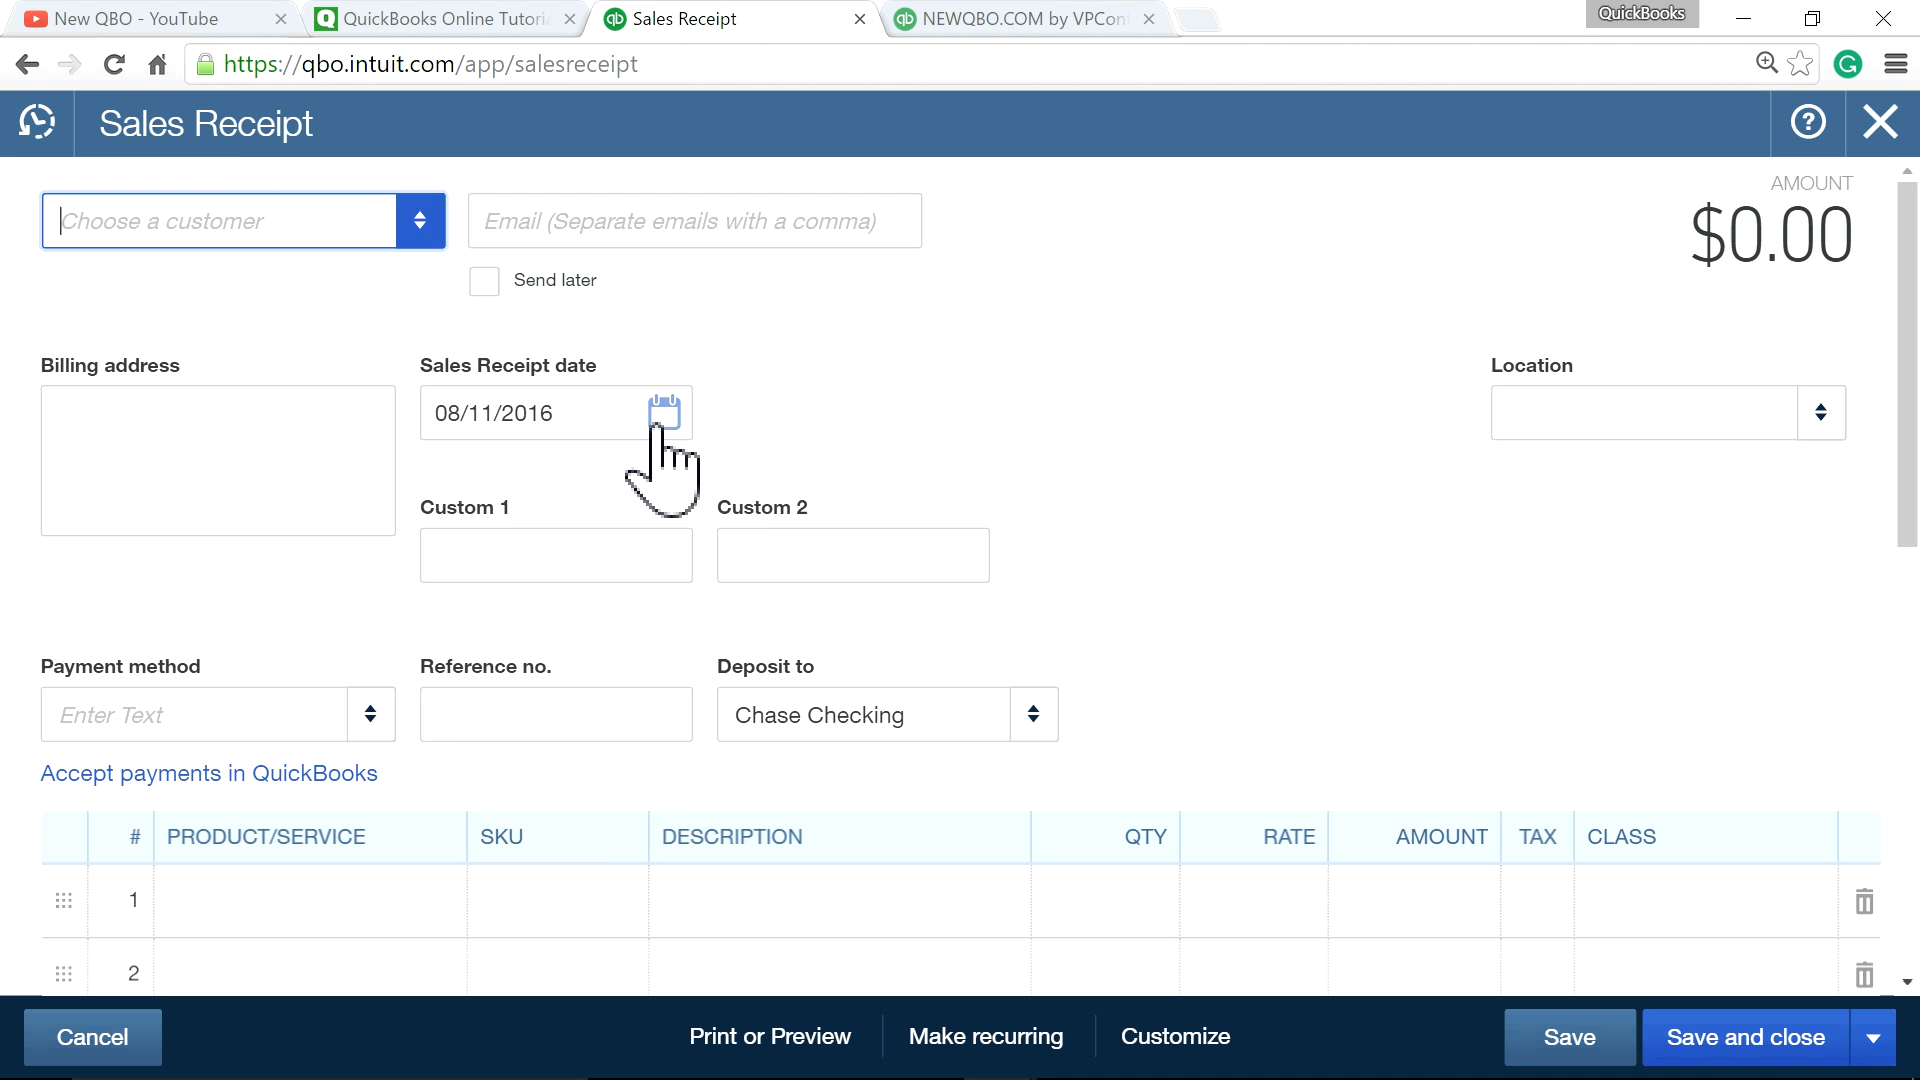 New QBO - YouTube
QuickBooks Online Tutoria
Sales Receipt
NEWQBO.COM by VPCon
QuickBooks
https://qbo.intuit.com/app/salesreceipt
Sales Receipt
AMOUNT
$0.00
Choose a customer
Email (Separate emails with a comma)
Send later
Billing address
Sales Receipt date
Location
08/11/2016
Custom 1
Custom 2
Payment method
Reference no.
Deposit to
Enter Text
Chase Checking
Accept payments in QuickBooks
# PRODUCT/SERVICE SKU DESCRIPTION QTY RATE AMOUNT TAX CLASS
1
2
Cancel
Print or Preview
Make recurring
Customize
Save
Save and close